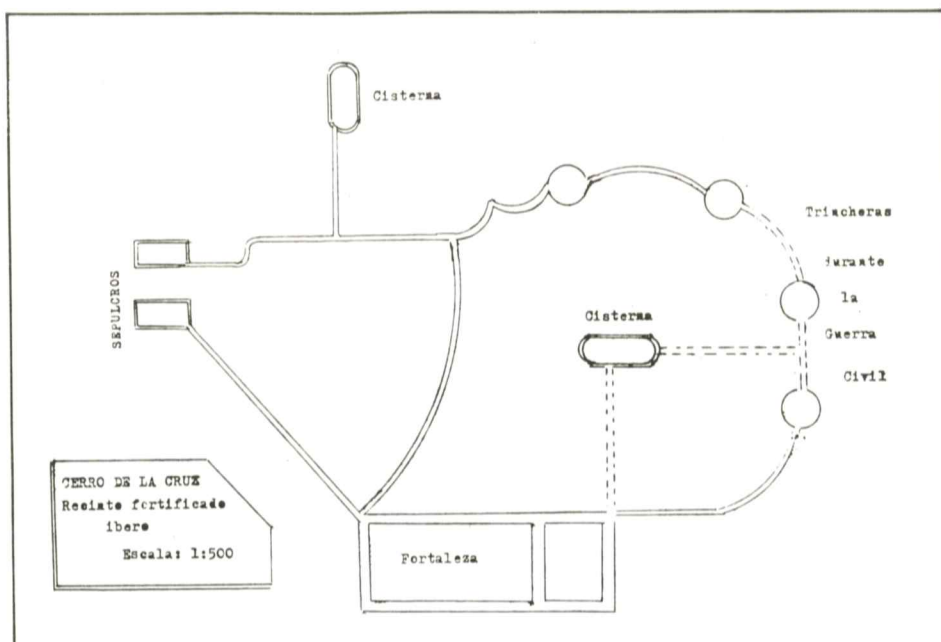 Cisterna
Trincheras
durante
la
Guerra
Civil
Cisterna
SEPULCROS
CERRO DE LA CRUZ
Recinto fortificado
ibero
Escala: 1:500
Fortaleza